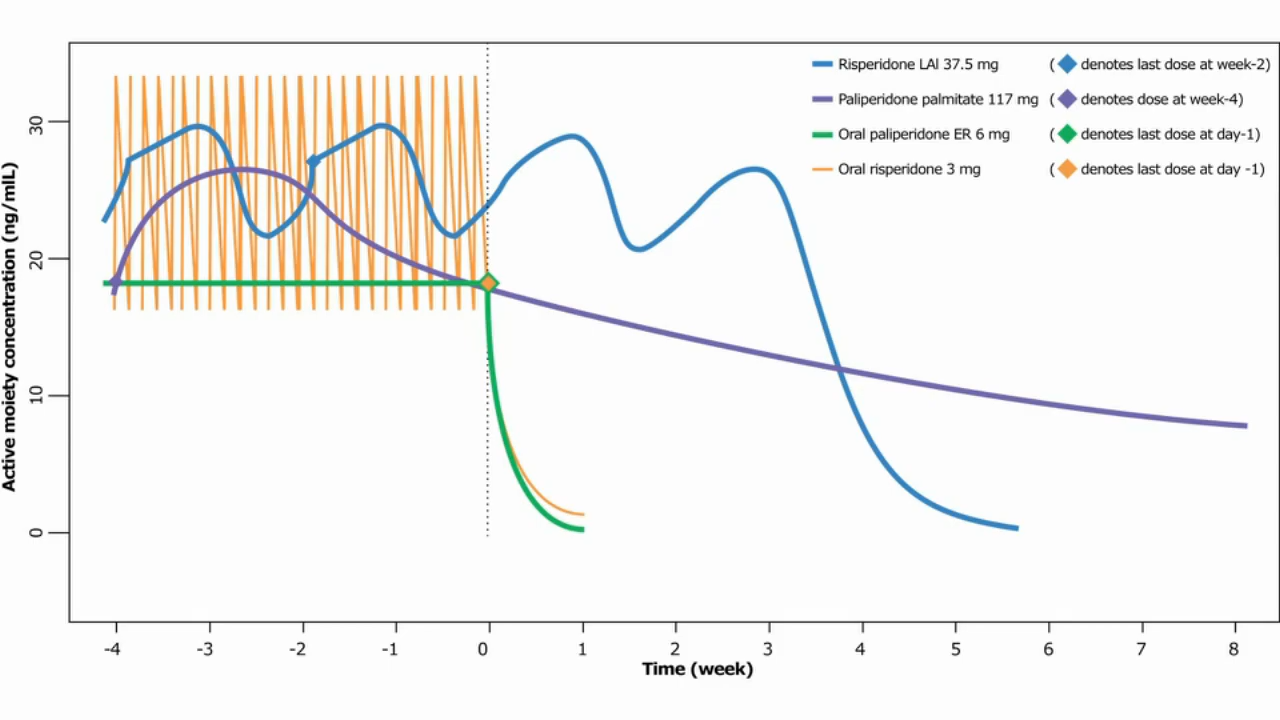 Risperidone LAI 37.5 mg (◆ denotes last dose at week-2)
Paliperidone palmitate 117 mg (◆ denotes dose at week-4)
Oral paliperidone ER 6 mg (◆ denotes last dose at day-1)
Oral risperidone 3 mg (◆ denotes last dose at day -1)
Active moiety concentration (ng/mlL)
30
20
10
0
-4 -3 -2 -1 0 1 2 3 4 5 6 7 8
Time (week)